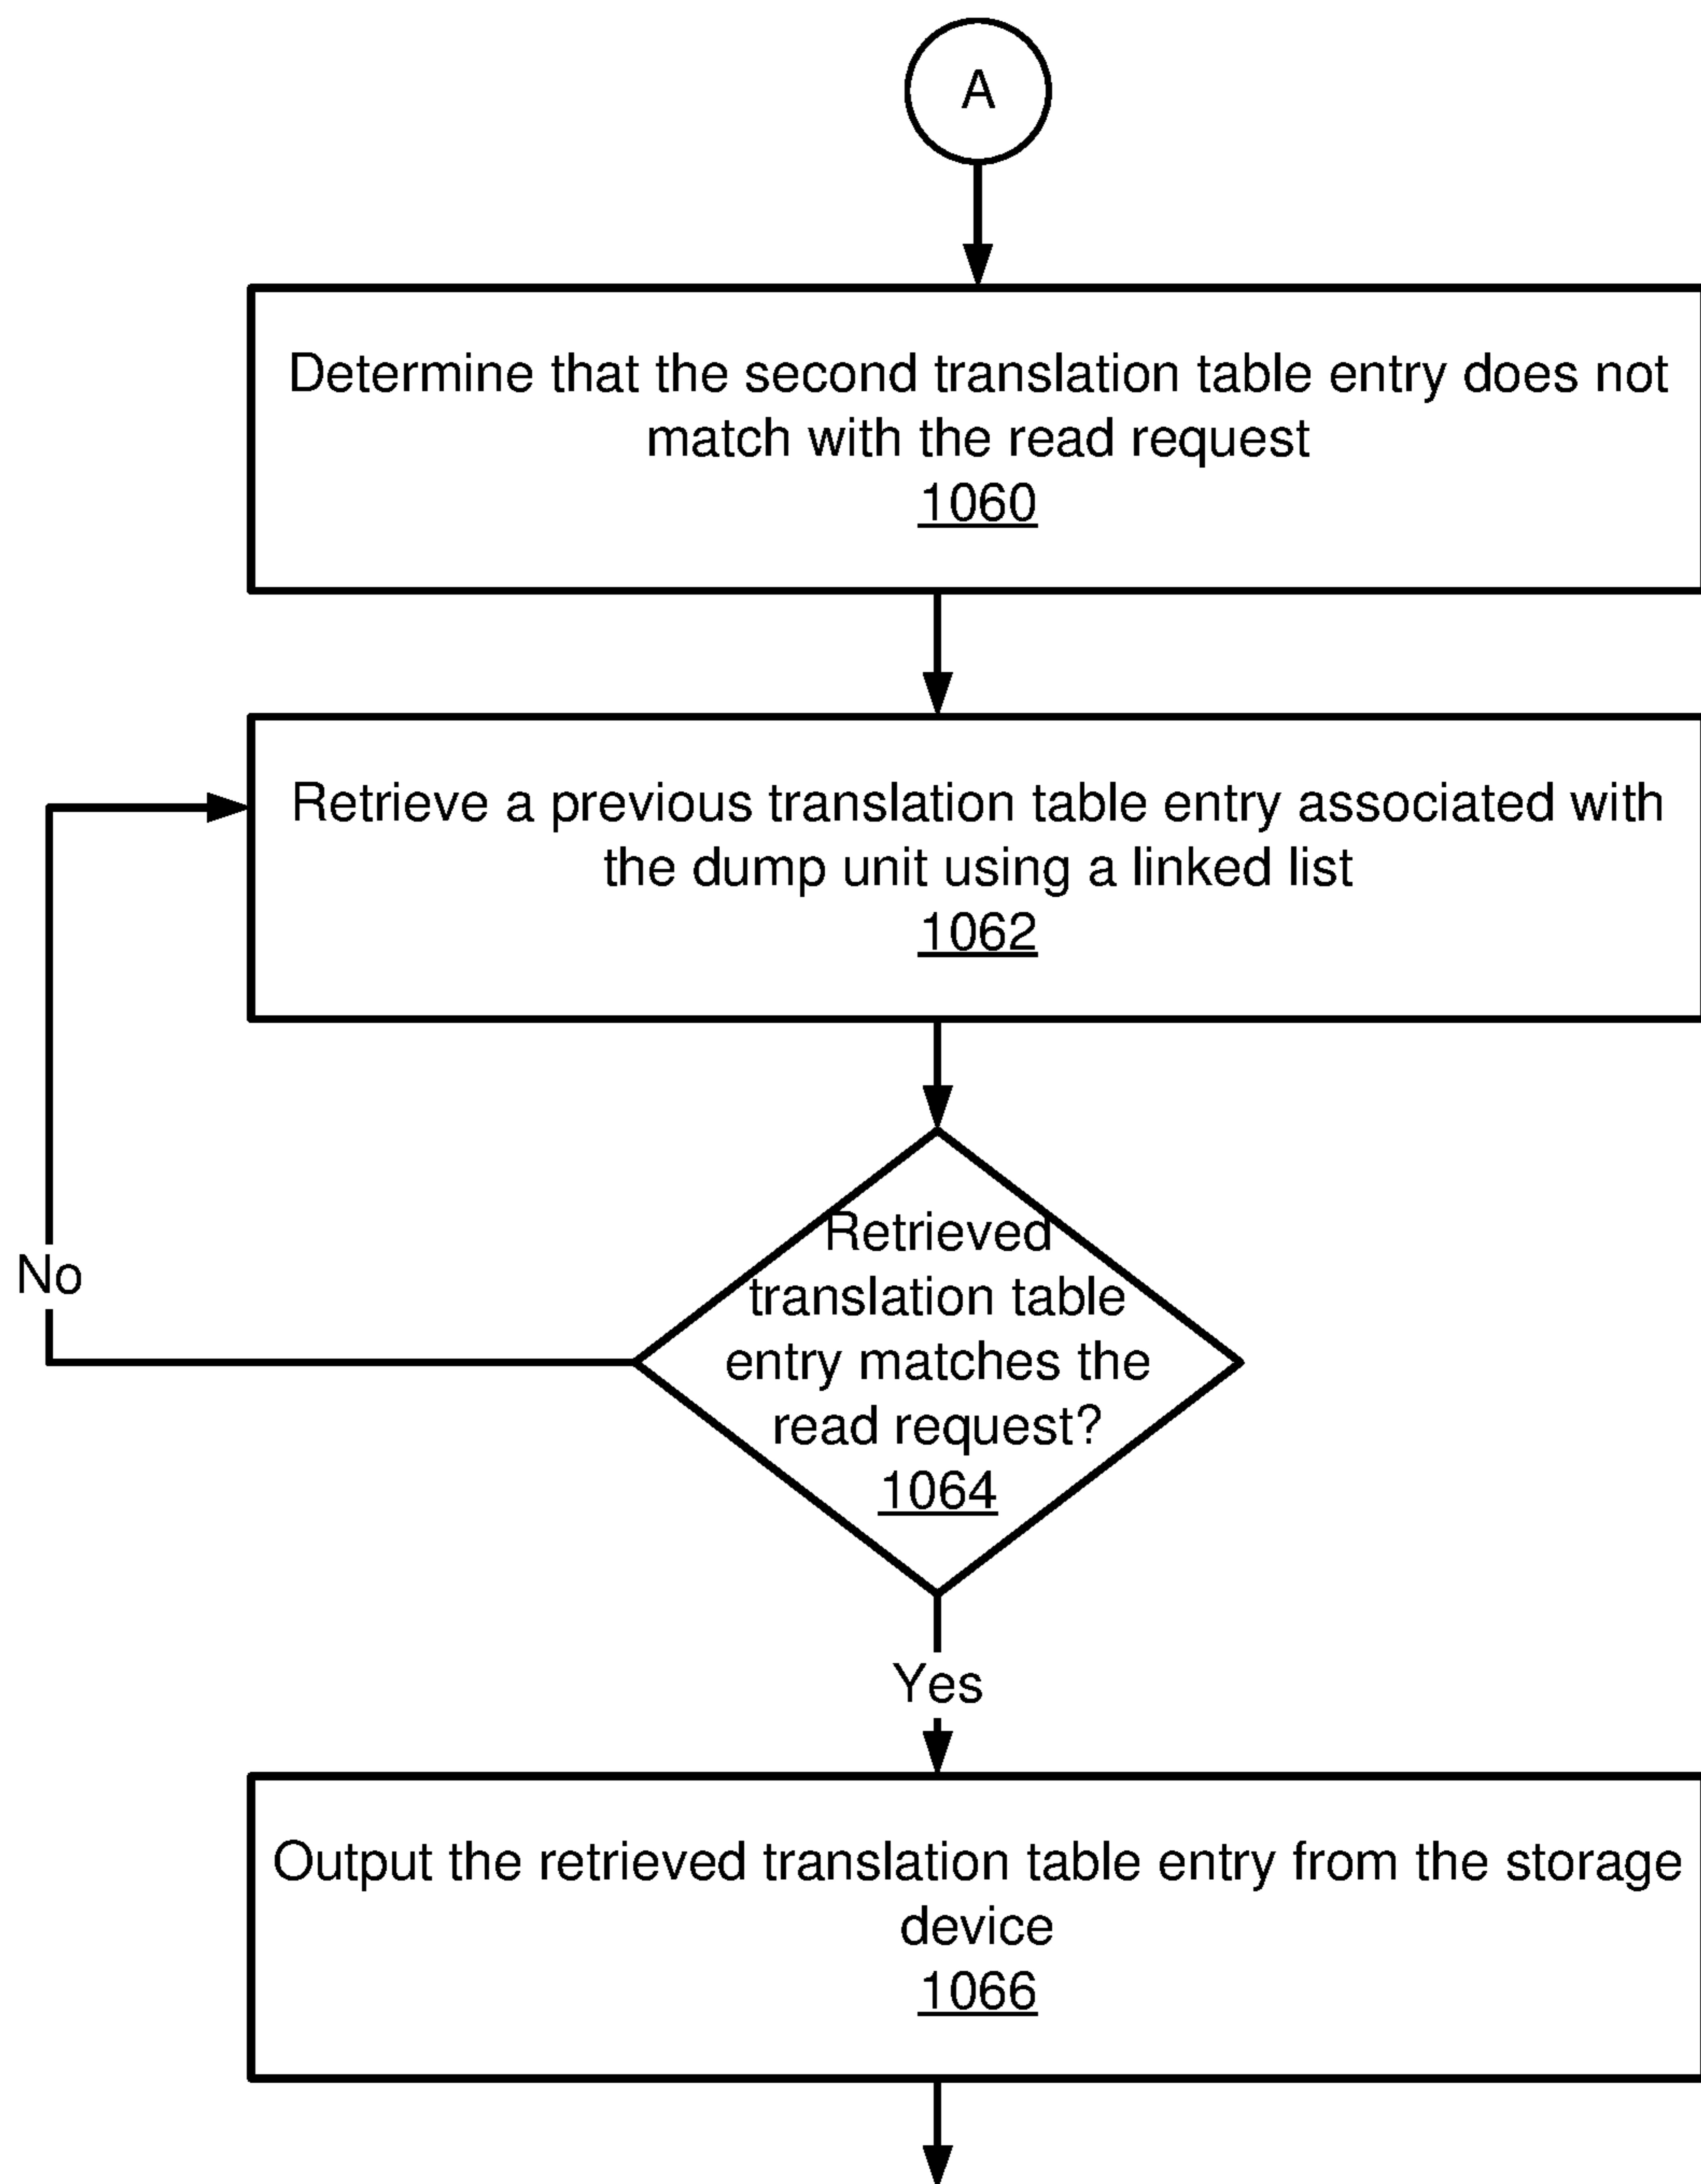 A
Determine that the second translation table entry does not
match with the read request
1060
Retrieve a previous translation table entry associated with
the dump unit using a linked list
1062
No
Retrieved
translation table
entry matches the
read request?
1064
Yes
Output the retrieved translation table entry from the storage
device
1066